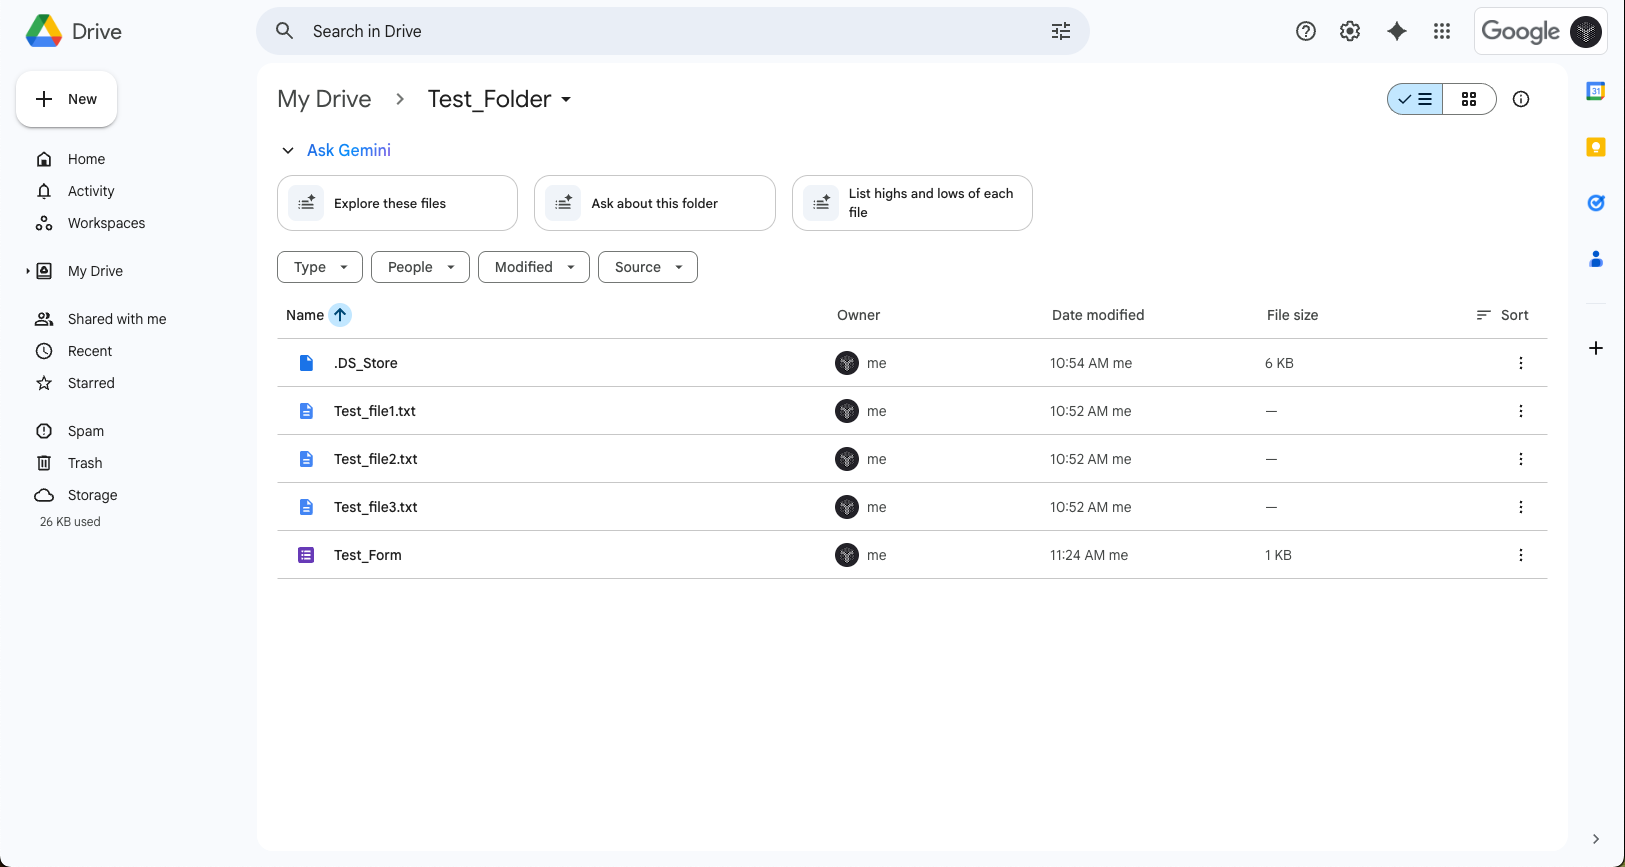 Drive
Search in Drive
Google
New
Home
Activity
Workspaces
My Drive
Shared with me
Recent
Starred
Spam
Trash
Storage
26 KB used
My Drive > Test_Folder
Ask Gemini
Explore these files
Ask about this folder
List highs and lows of each
file
Type People Modified Source
Name Owner Date modified File size Sort
.DS_Store me 10:54 AM me 6 KB
Test_file1.txt me 10:52 AM me —
Test_file2.txt me 10:52 AM me —
Test_file3.txt me 10:52 AM me —
Test_Form me 11:24 AM me 1 KB
31